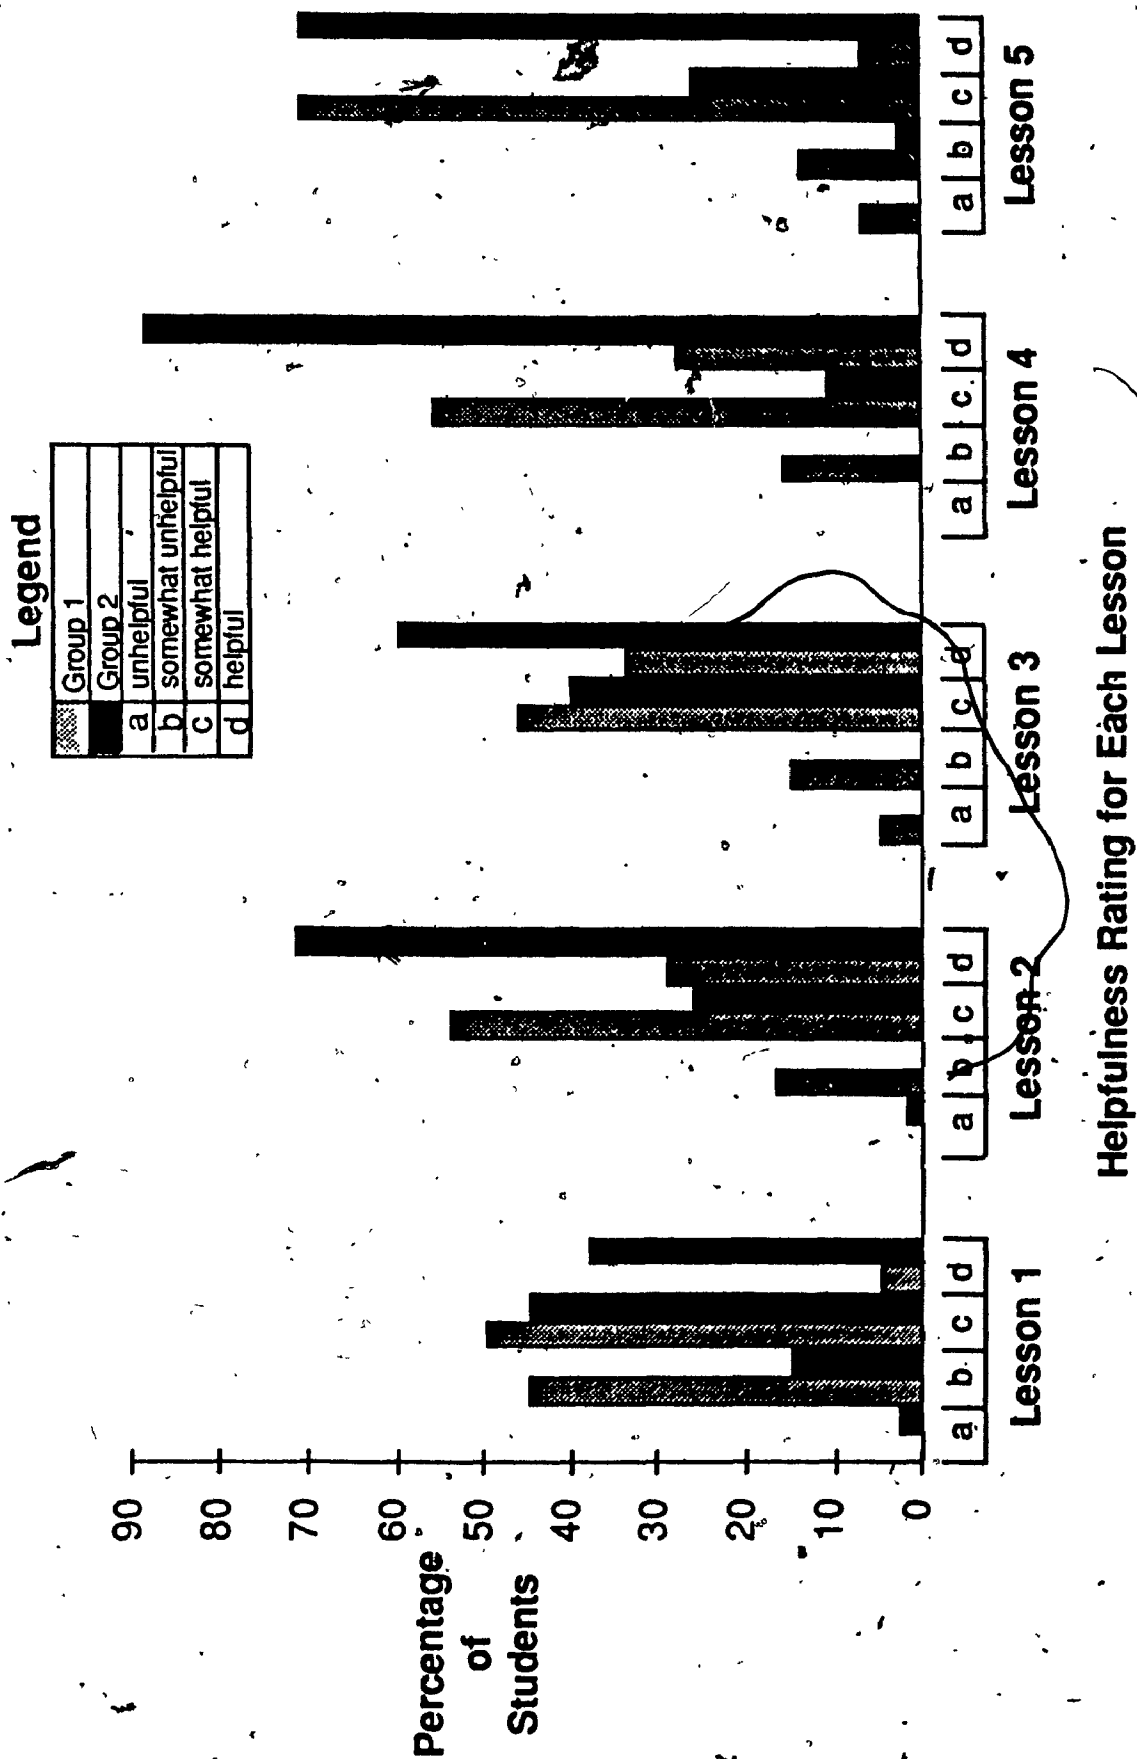 Legend
Group 1
Group 2
a unhelpful
b somewhat unhelpful
c somewhat helpful
d helpful
Percentage
of
Students
90
80
70
60
50
40
30
20
10
0
a b c d
a b c d
a b c d
a b c d
a b c d
Lesson 1
Lesson 2
Lesson 3
Lesson 4
Lesson 5
Helpfulness Rating for Each Lesson